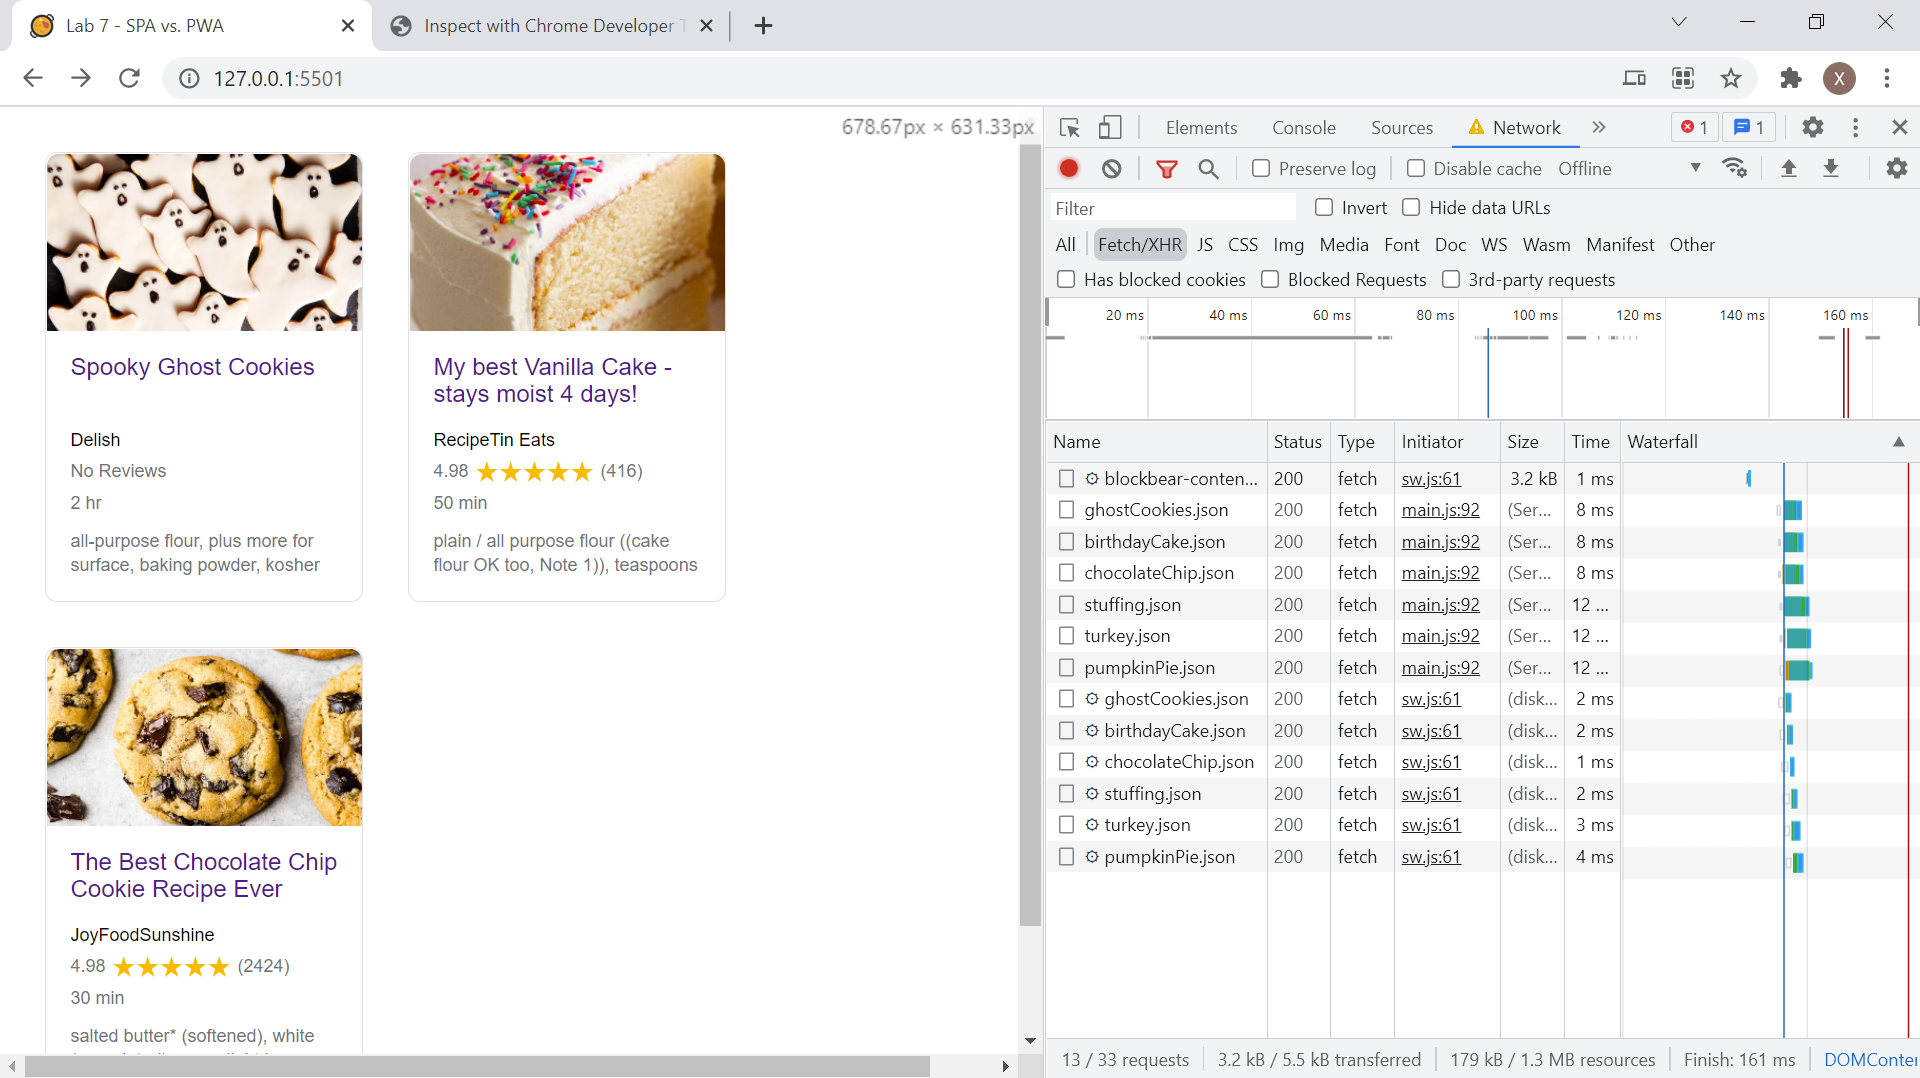 Lab 7 - SPA vs. PWA
Inspect with Chrome Developer T
X
127.0.0.1:5501
678.67px × 631.33px
Spooky Ghost Cookies
Delish
No Reviews
2 hr
all-purpose flour, plus more for
surface, baking powder, kosher
My best Vanilla Cake -
stays moist 4 days!
RecipeTin Eats
4.98 ★★★★★ (416)
50 min
plain / all purpose flour ((cake
flour OK too, Note 1)), teaspoons
The Best Chocolate Chip
Cookie Recipe Ever
JoyFoodSunshine
4.98 ★★★★★ (2424)
30 min
salted butter* (softened), white
Elements Console Sources Network 1 1
Preserve log Disable cache Offline
Filter Invert Hide data URLs
All Fetch/XHR JS CSS Img Media Font Doc WS Wasm Manifest Other
Has blocked cookies Blocked Requests 3rd-party requests
20 ms 40 ms 60 ms 80 ms 100 ms 120 ms 140 ms 160 ms
Name Status Type Initiator Size Time Waterfall
blockbear-conten... 200 fetch sw.js:61 3.2 kB 1 ms
ghostCookies.json 200 fetch main.js:92 (Ser... 8 ms
birthdayCake.json 200 fetch main.js:92 (Ser... 8 ms
chocolateChip.json 200 fetch main.js:92 (Ser... 8 ms
stuffing.json 200 fetch main.js:92 (Ser... 12 ...
turkey.json 200 fetch main.js:92 (Ser... 12 ...
pumpkinPie.json 200 fetch main.js:92 (Ser... 12 ...
ghostCookies.json 200 fetch sw.js:61 (disk... 2 ms
birthdayCake.json 200 fetch sw.js:61 (disk... 2 ms
chocolateChip.json 200 fetch sw.js:61 (disk... 1 ms
stuffing.json 200 fetch sw.js:61 (disk... 2 ms
turkey.json 200 fetch sw.js:61 (disk... 3 ms
pumpkinPie.json 200 fetch sw.js:61 (disk... 4 ms
13 / 33 requests 3.2 kB / 5.5 kB transferred 179 kB / 1.3 MB resources Finish: 161 ms DOMConter